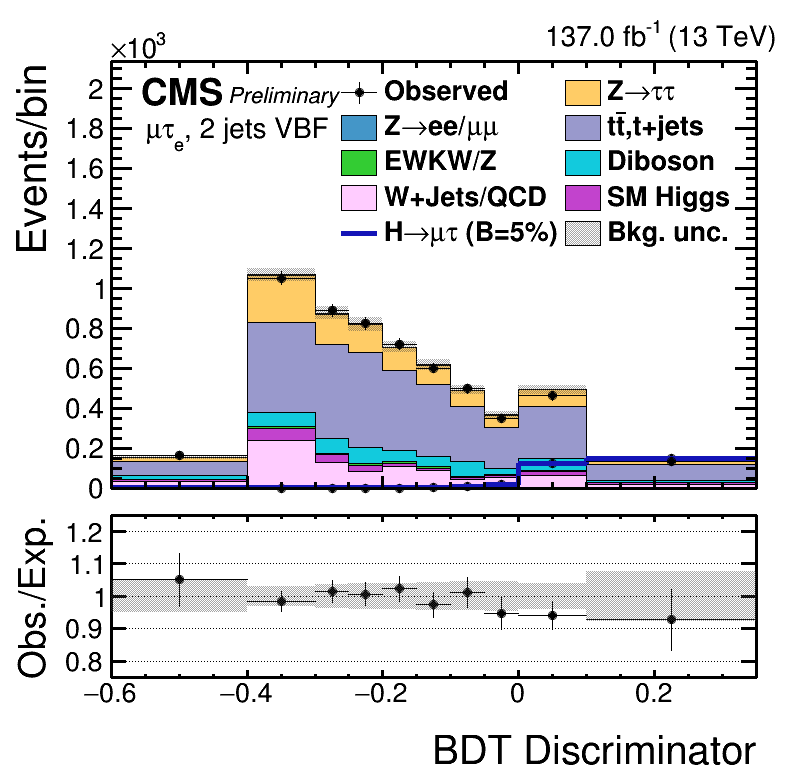 ×10³
137.0 fb⁻¹ (13 TeV)
Events/bin
CMS Preliminary
μτₑ, 2 jets VBF
Observed
Z→ττ
Z→ee/μμ
tt̄,t+jets
EWKW/Z
Diboson
W+Jets/QCD
SM Higgs
H→μτ (B=5%)
Bkg. unc.
2
1.8
1.6
1.4
1.2
1
0.8
0.6
0.4
0.2
0
Obs./Exp.
1.2
1.1
1
0.9
0.8
−0.6 −0.4 −0.2 0 0.2
BDT Discriminator